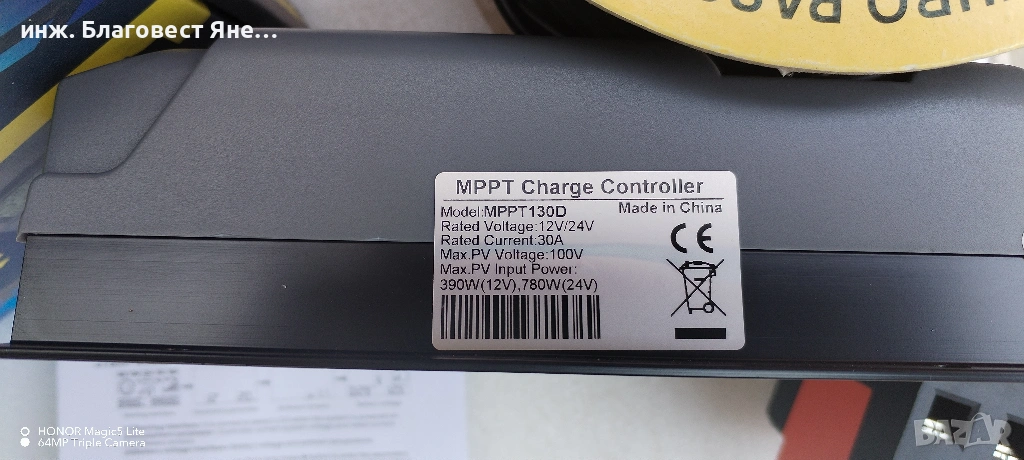 инж. Благовест Яне...
MPPT Charge Controller
Model:MPPT130D
Made in China
Rated Voltage:12V/24V
Rated Current:30A
Max.PV Voltage:100V
Max.PV Input Power:
390W(12V),780W(24V)
CE
HONOR Magic5 Lite
64MP Triple Camera
BAZAR